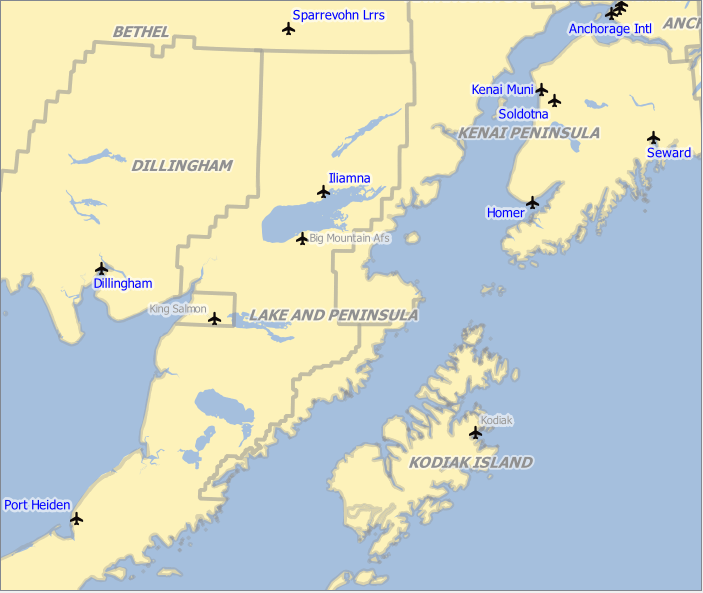 Sparrevohn Lrrs
BETHEL
Anchorage Intl
ANCH
Kenai Muni
Soldotna
KENAI PENINSULA
Seward
DILLINGHAM
Iliamna
Homer
Big Mountain Afs
Dillingham
King Salmon
LAKE AND PENINSULA
Kodiak
KODIAK ISLAND
Port Heiden